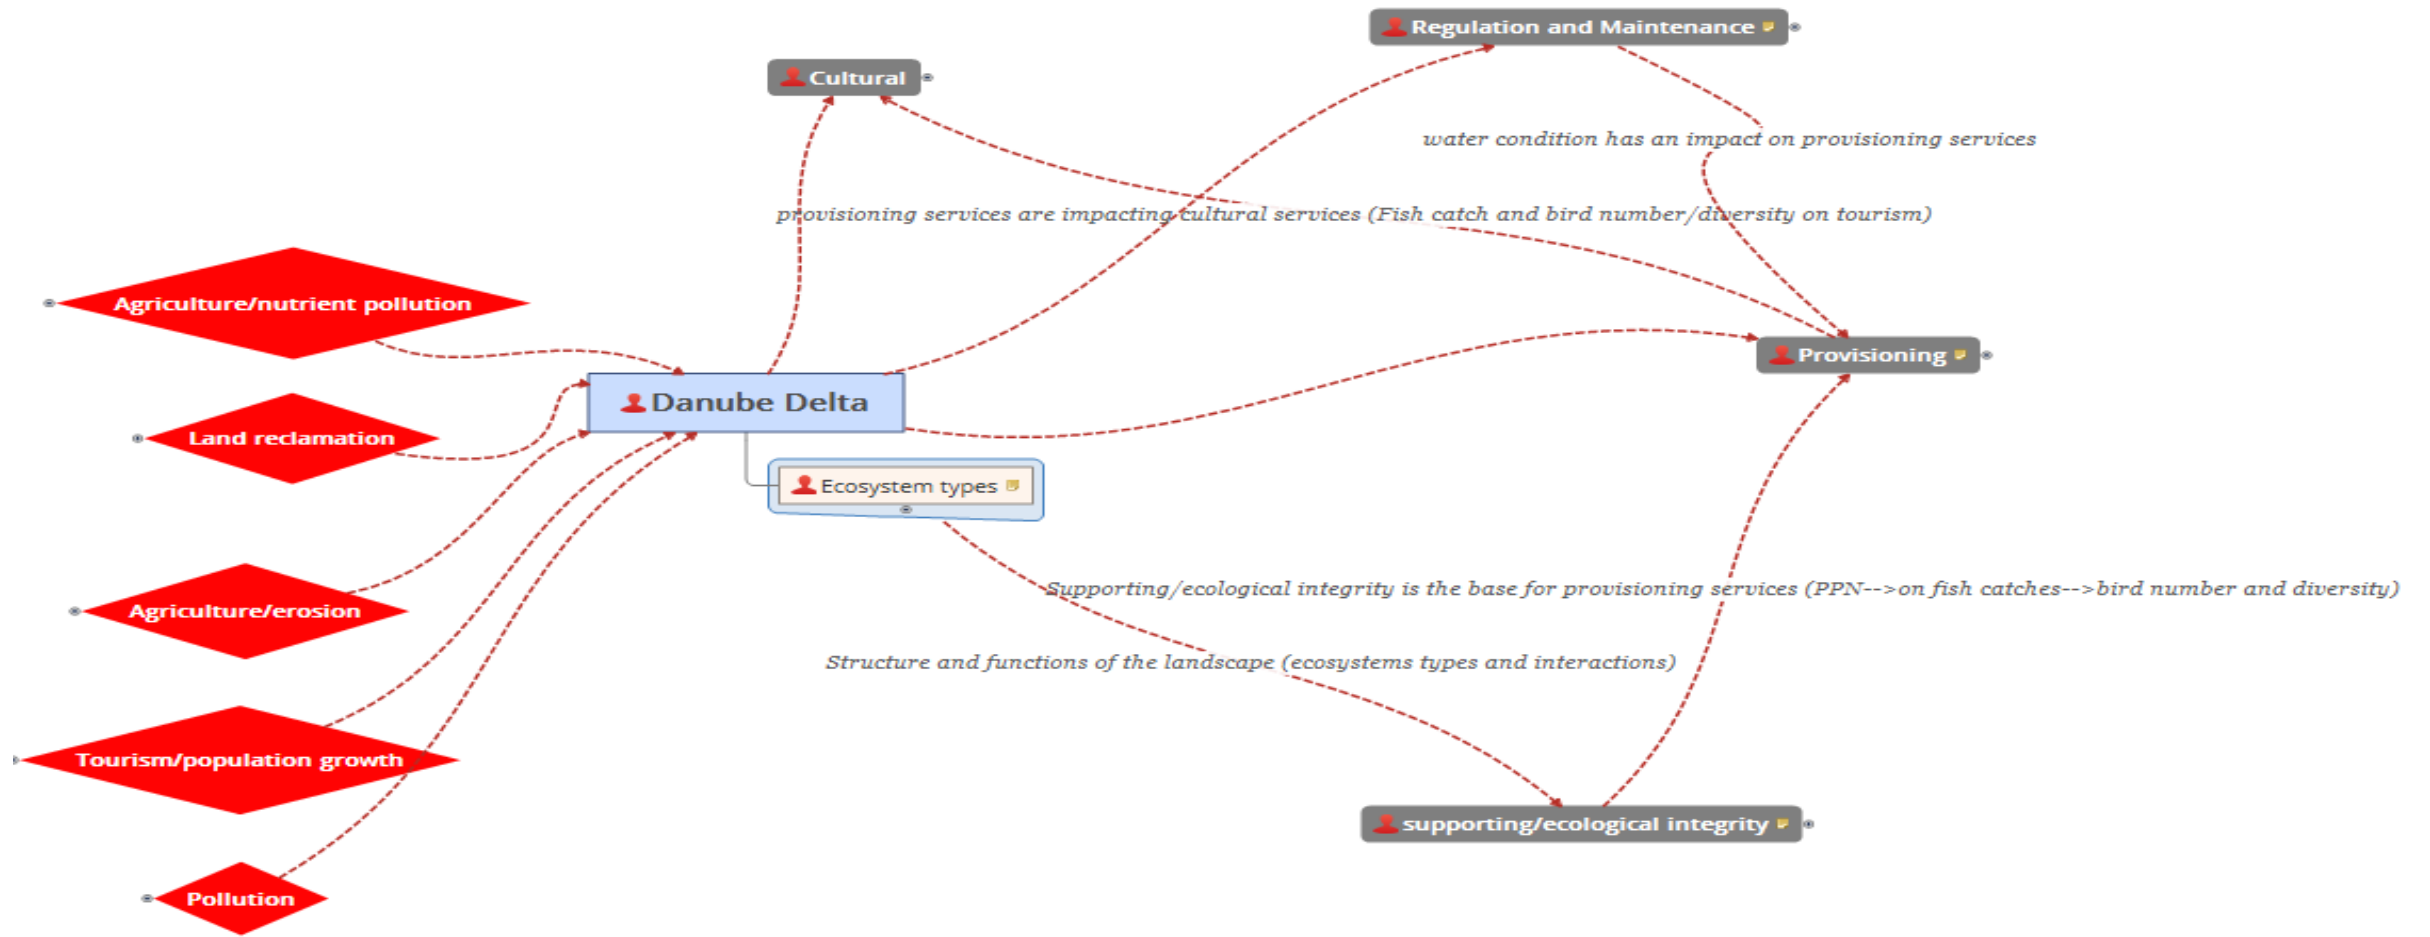 Regulation and Maintenance
Cultural
water condition has an impact on provisioning services
provisioning services are impacting cultural services (Fish catch and bird number/diversity on tourism)
Agriculture/nutrient pollution
Provisioning
Danube Delta
Land reclamation
Ecosystem types
Supporting/ecological integrity is the base for provisioning services (PPN-->on fish catches-->bird number and diversity)
Agriculture/erosion
Structure and functions of the landscape (ecosystems types and interactions)
Tourism/population growth
supporting/ecological integrity
Pollution